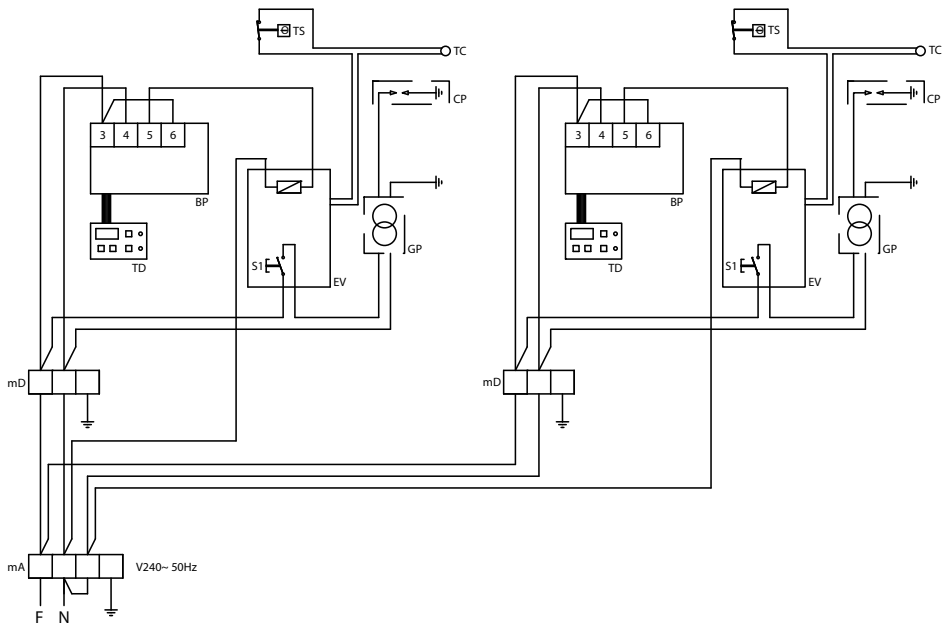 TS
TC
CP
3 4 5 6
BP
GP
S1
EV
TD
mD
TS
TC
CP
3 4 5 6
BP
GP
S1
EV
TD
mD
mA
V240~ 50Hz
F N